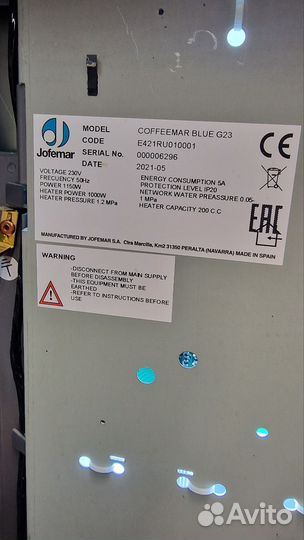 Jofemar
MODEL COFFEEMAR BLUE G23
CODE E421RU010001
SERIAL No. 000006296
DATE 2021-05
VOLTAGE 230V
FRECUENCY 50Hz
POWER 1150W
HEATER POWER 1000W
HEATER PRESSURE 1.2 MPa
ENERGY CONSUMPTION 5A
PROTECTION LEVEL IP20
NETWORK WATER PRESSURE 0.05-
1 MPa
HEATER CAPACITY 200 C.C
CE
EAC
MANUFACTURED BY JOFEMAR S.A. Ctra Marcilla, Km2 31350 PERALTA (NAVARRA) MADE IN SPAIN
WARNING
-DISCONNECT FROM MAIN SUPPLY
BEFORE DISASSEMBLY
-THIS EQUIPMENT MUST BE
EARTHED
-REFER TO INSTRUCTIONS BEFORE
USE
Avito